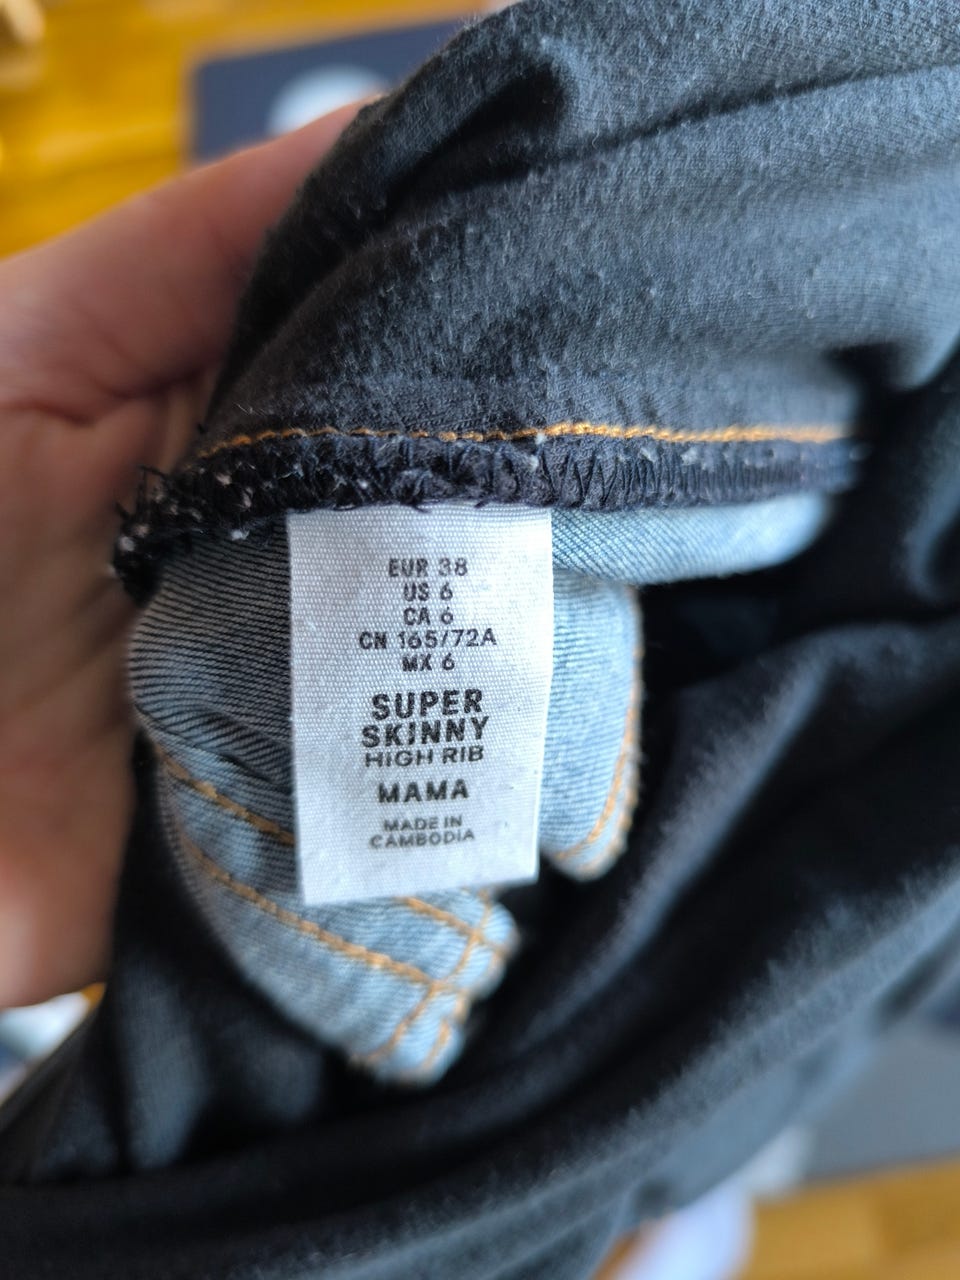 EUR 38
US 6
CA 6
CN 165/72A
MX 6
SUPER
SKINNY
HIGH RIB
MAMA
MADE IN
CAMBODIA